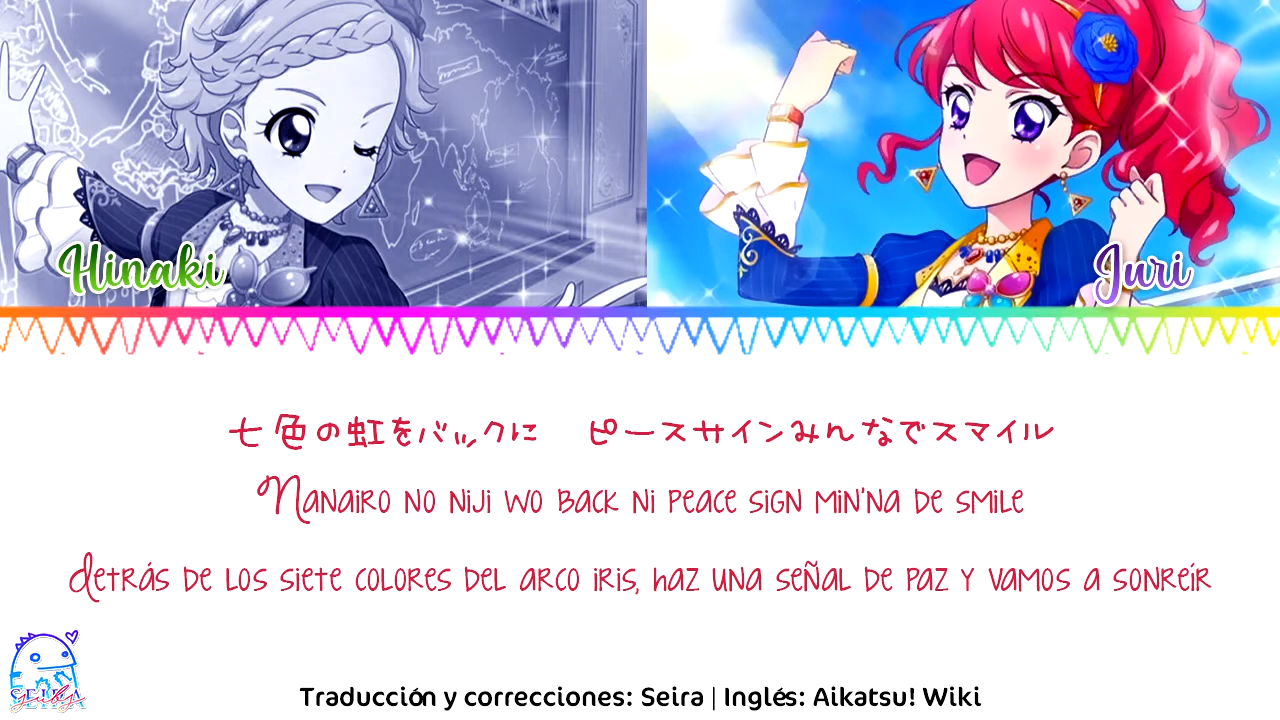 Hinaki
Juri
七色の虹をバックに ピースサインみんなでスマイル
Nanairo no niji wo back ni peace sign min'na de smile
Detrás de los siete colores del arco iris, haz una señal de paz y vamos a sonreír
SEIRA
subs
Traducción y correcciones: Seira | Inglés: Aikatsu! Wiki